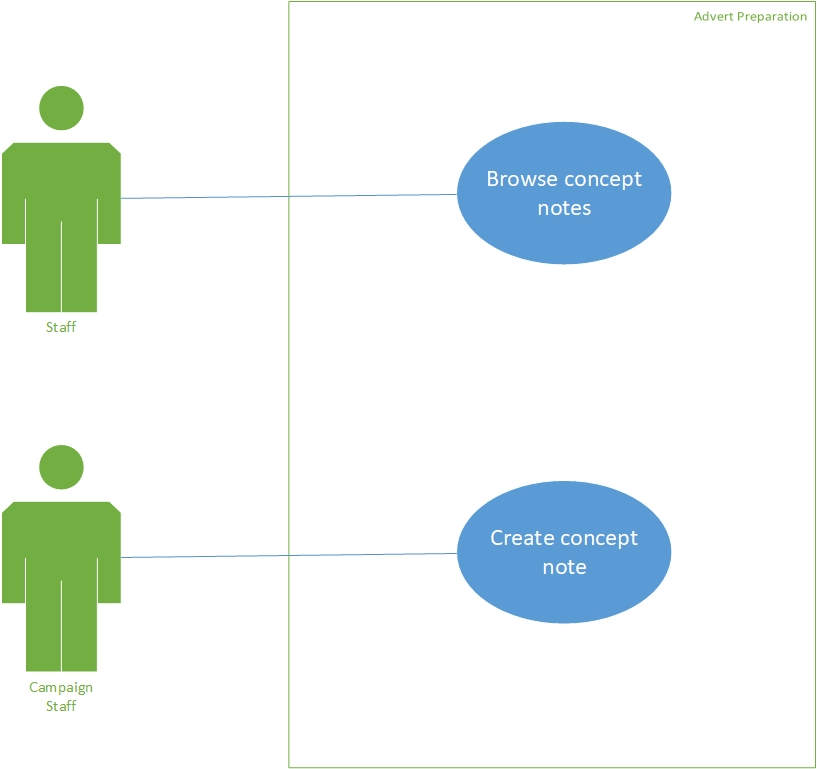 Advert Preparation
Browse concept
notes
Staff
Create concept
note
Campaign
Staff